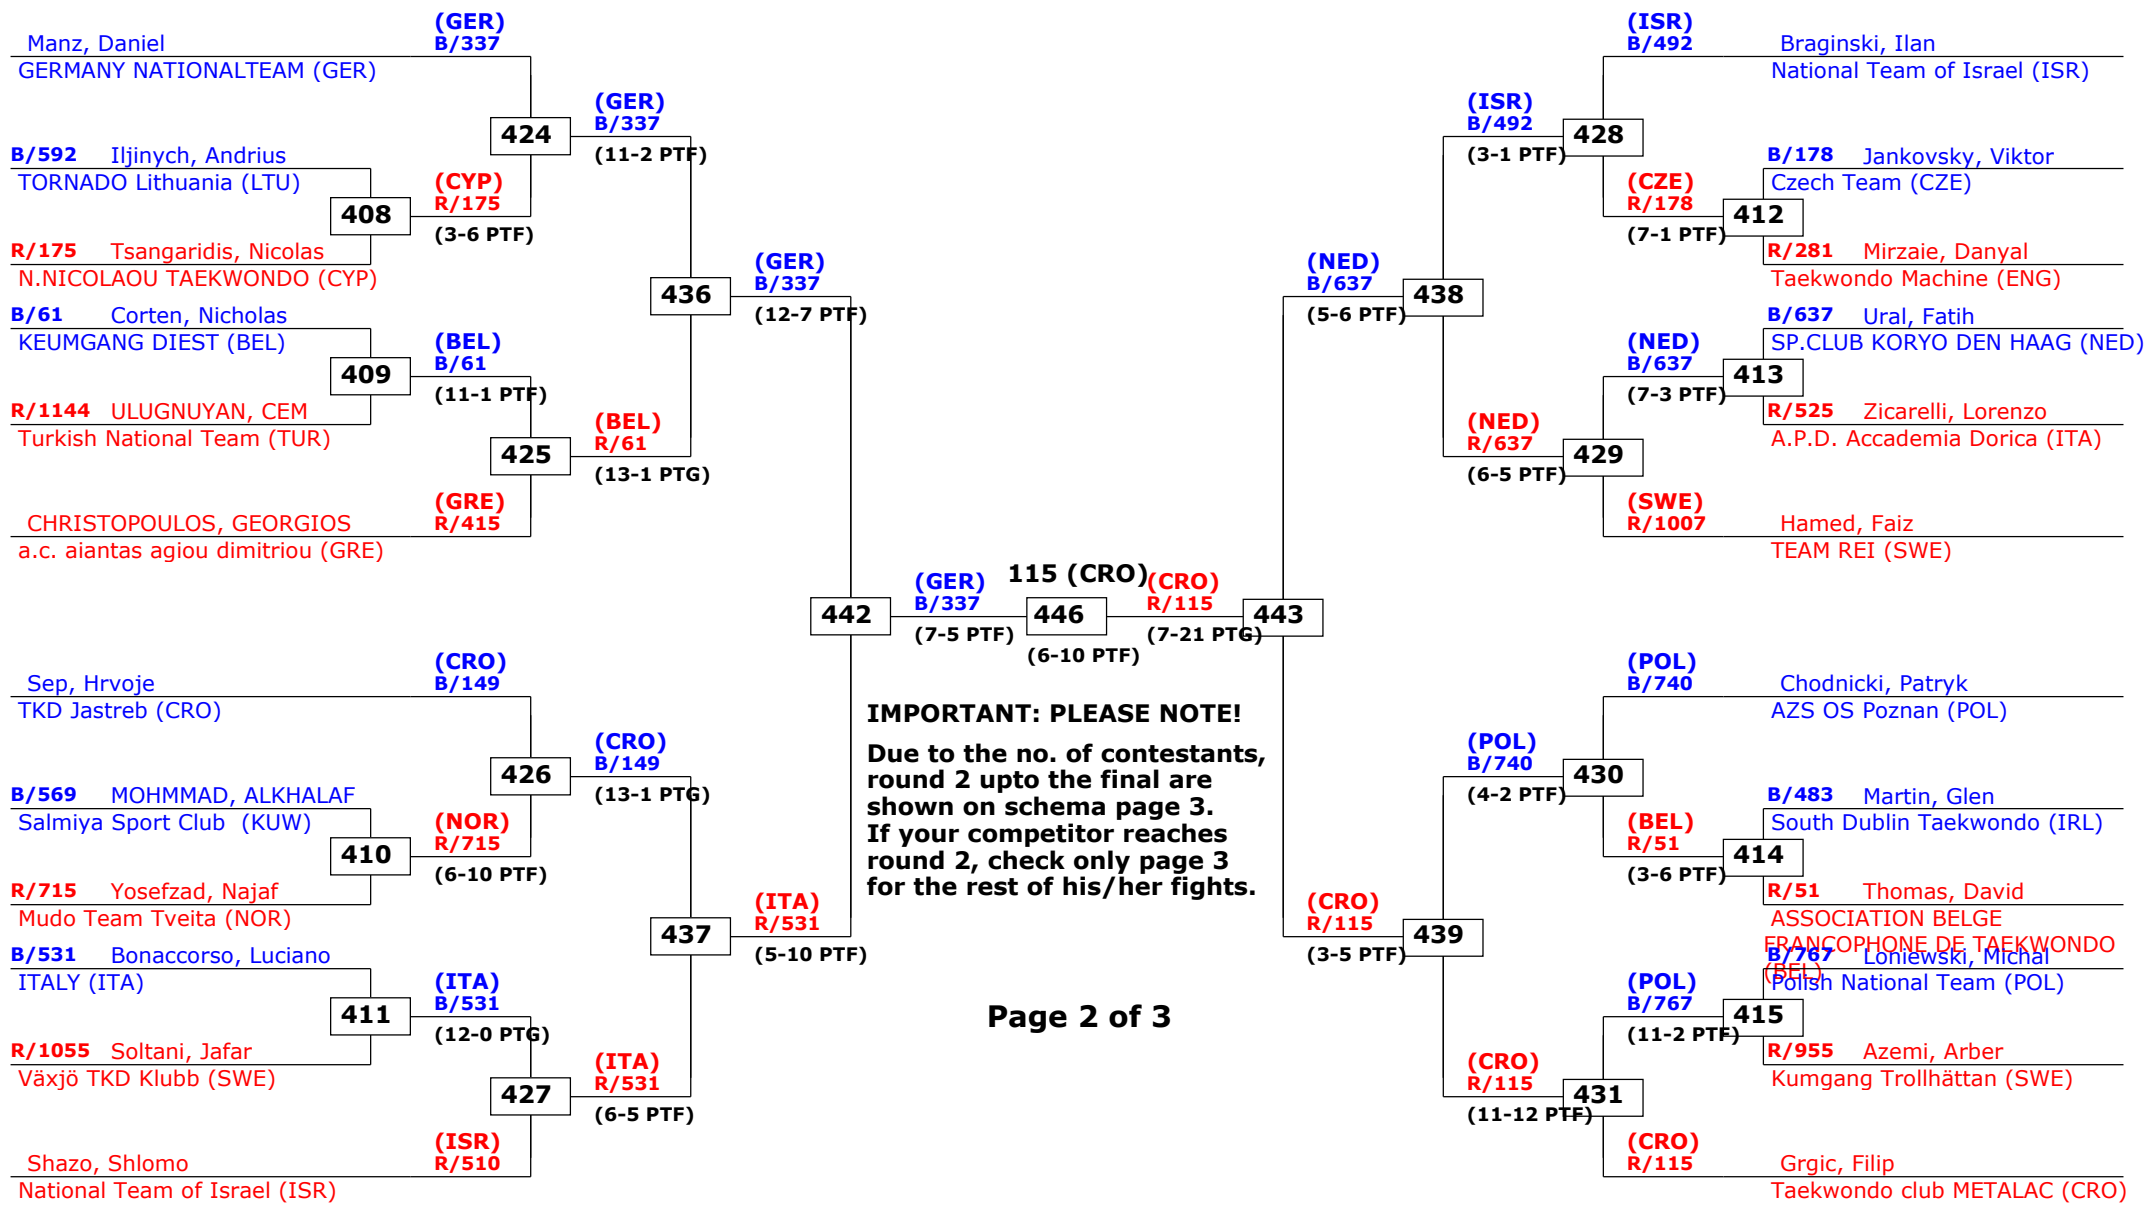 (GER)
B/337
Manz, Daniel
GERMANY NATIONALTEAM (GER)
424
(GER)
B/337
(11-2 PTF)
B/592 Iljinych, Andrius
TORNADO Lithuania (LTU)
408
(CYP)
R/175
(3-6 PTF)
R/175 Tsangaridis, Nicolas
N.NICOLAOU TAEKWONDO (CYP)
436
(GER)
B/337
(12-7 PTF)
B/61 Corten, Nicholas
KEUMGANG DIEST (BEL)
409
(BEL)
B/61
(11-1 PTF)
R/1144 ULUGNUYAN, CEM
Turkish National Team (TUR)
425
(BEL)
R/61
(13-1 PTG)
(GRE)
R/415
CHRISTOPOULOS, GEORGIOS
a.c. aiantas agiou dimitriou (GRE)
442
(GER)
B/337
(7-5 PTF)
115 (CRO)
446
(6-10 PTF)
(CRO)
R/115
(7-21 PTG)
443
(CRO)
B/149
Sep, Hrvoje
TKD Jastreb (CRO)
426
(CRO)
B/149
(13-1 PTG)
B/569 MOHMMAD, ALKHALAF
Salmiya Sport Club (KUW)
410
(NOR)
R/715
(6-10 PTF)
R/715 Yosefzad, Najaf
Mudo Team Tveita (NOR)
437
(ITA)
R/531
(5-10 PTF)
B/531 Bonaccorso, Luciano
ITALY (ITA)
411
(ITA)
B/531
(12-0 PTG)
R/1055 Soltani, Jafar
Växjö TKD Klubb (SWE)
427
(ITA)
R/531
(6-5 PTF)
(ISR)
R/510
Shazo, Shlomo
National Team of Israel (ISR)
IMPORTANT: PLEASE NOTE!
Due to the no. of contestants,
round 2 upto the final are
shown on schema page 3.
If your competitor reaches
round 2, check only page 3
for the rest of his/her fights.
Page 2 of 3
(ISR)
B/492
Braginski, Ilan
National Team of Israel (ISR)
(ISR)
B/492
(3-1 PTF)
428
B/178 Jankovsky, Viktor
Czech Team (CZE)
(CZE)
R/178
(7-1 PTF)
412
R/281 Mirzaie, Danyal
Taekwondo Machine (ENG)
(NED)
B/637
(5-6 PTF)
438
B/637 Ural, Fatih
SP.CLUB KORYO DEN HAAG (NED)
(NED)
B/637
(7-3 PTF)
413
R/525 Zicarelli, Lorenzo
A.P.D. Accademia Dorica (ITA)
(NED)
R/637
(6-5 PTF)
429
(SWE)
R/1007
Hamed, Faiz
TEAM REI (SWE)
(POL)
B/740
Chodnicki, Patryk
AZS OS Poznan (POL)
(POL)
B/740
(4-2 PTF)
430
B/483 Martin, Glen
South Dublin Taekwondo (IRL)
(BEL)
R/51
(3-6 PTF)
414
R/51 Thomas, David
ASSOCIATION BELGE
FRANCOPHONE DE TAEKWONDO
(BEL)
(CRO)
R/115
(3-5 PTF)
439
B/767 Loniewski, Michal
Polish National Team (POL)
(POL)
B/767
(11-2 PTF)
415
R/955 Azemi, Arber
Kumgang Trollhättan (SWE)
(CRO)
R/115
(11-12 PTF)
431
(CRO)
R/115
Grgic, Filip
Taekwondo club METALAC (CRO)